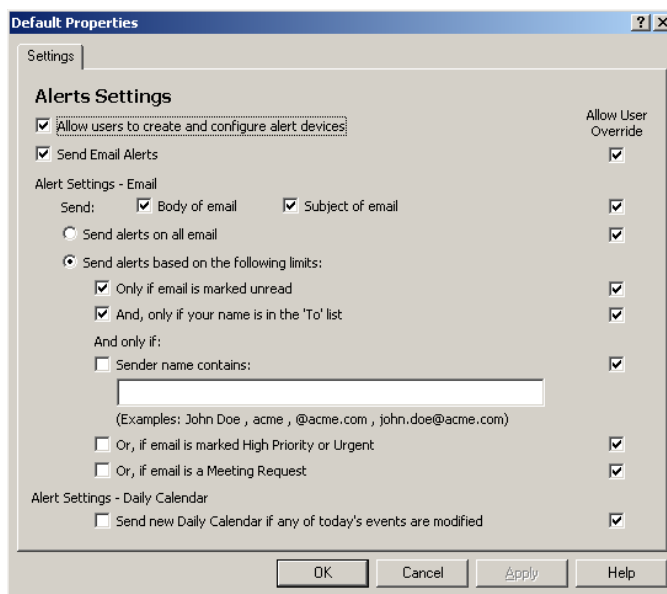 Default Properties
Settings
Alerts Settings
Allow User
Override
Allow users to create and configure alert devices
Send Email Alerts
Alert Settings - Email
Send: Body of email Subject of email
Send alerts on all email
Send alerts based on the following limits:
Only if email is marked unread
And, only if your name is in the 'To' list
And only if:
Sender name contains:
(Examples: John Doe , acme , @acme.com , john.doe@acme.com)
Or, if email is marked High Priority or Urgent
Or, if email is a Meeting Request
Alert Settings - Daily Calendar
Send new Daily Calendar if any of today's events are modified
OK Cancel Apply Help